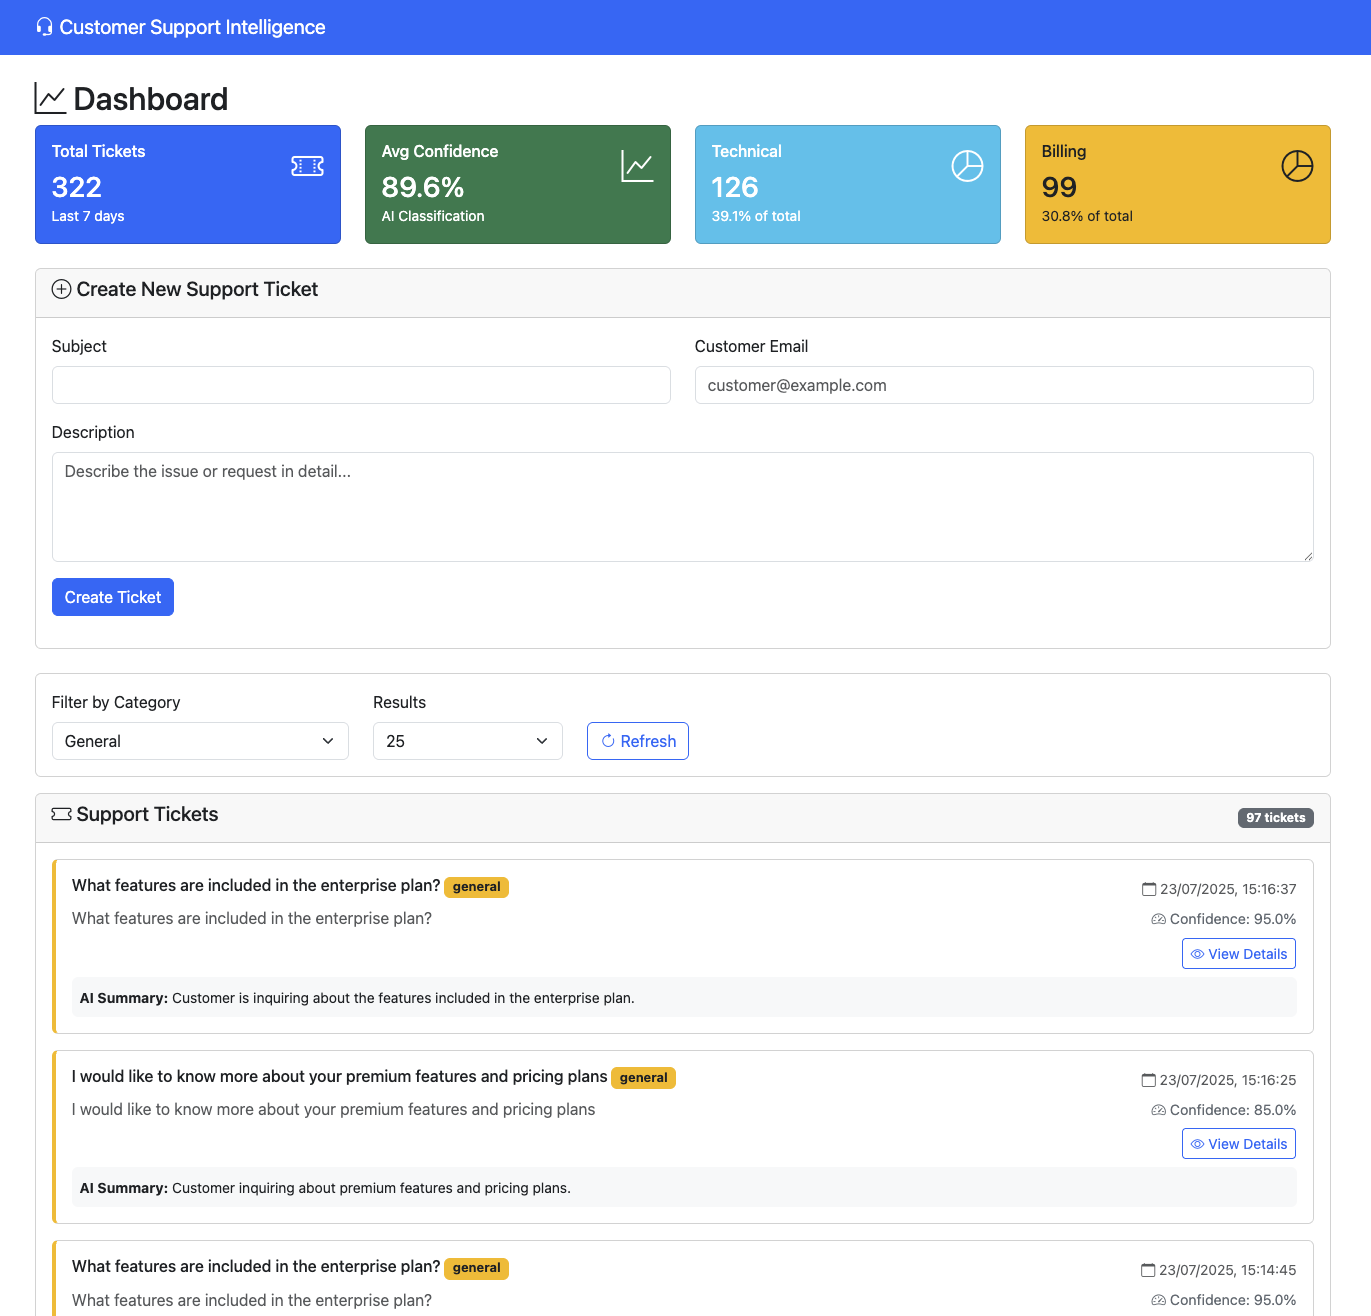 Customer Support Intelligence
Dashboard
Total Tickets
322
Last 7 days
Avg Confidence
89.6%
AI Classification
Technical
126
39.1% of total
Billing
99
30.8% of total
Create New Support Ticket
Subject
Customer Email
customer@example.com
Description
Describe the issue or request in detail...
Create Ticket
Filter by Category
Results
General
25
Refresh
Support Tickets
97 tickets
What features are included in the enterprise plan? general
23/07/2025, 15:16:37
What features are included in the enterprise plan?
Confidence: 95.0%
View Details
AI Summary: Customer is inquiring about the features included in the enterprise plan.
I would like to know more about your premium features and pricing plans general
23/07/2025, 15:16:25
I would like to know more about your premium features and pricing plans
Confidence: 85.0%
View Details
AI Summary: Customer inquiring about premium features and pricing plans.
What features are included in the enterprise plan? general
23/07/2025, 15:14:45
What features are included in the enterprise plan?
Confidence: 95.0%